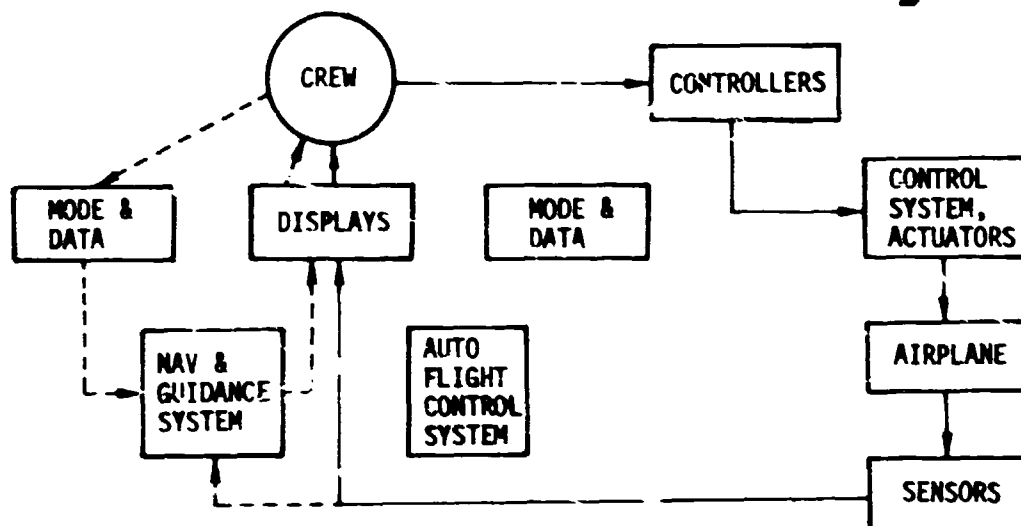 CREW
CONTROLLERS
MODE &
DATA
DISPLAYS
MODE &
DATA
CONTROL
SYSTEM,
ACTUATORS
NAV &
GUIDANCE
SYSTEM
AUTO
FLIGHT
CONTROL
SYSTEM
AIRPLANE
SENSORS